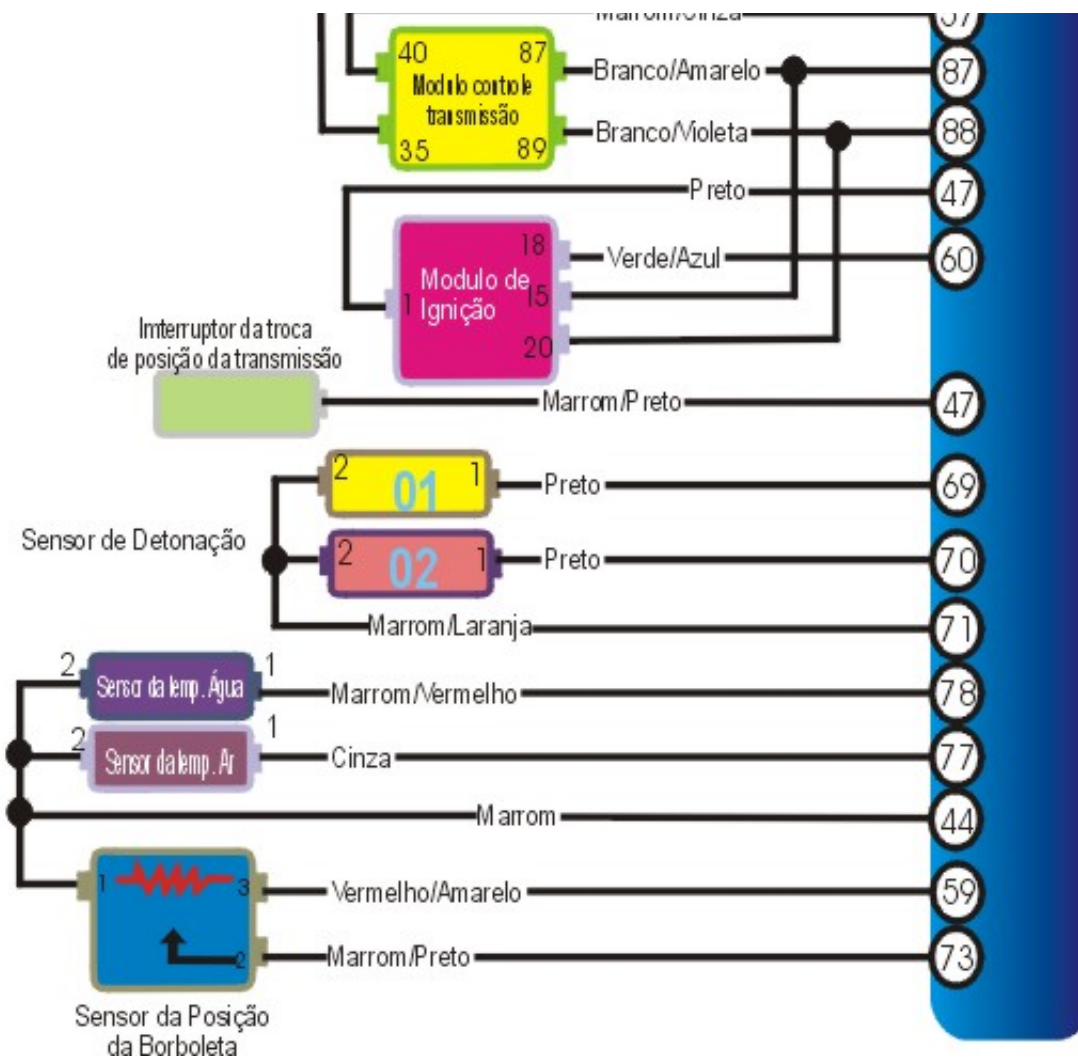 Marrom/Cinza 57
40 87 Branco/Amarelo 87
Modulo controle
transmissão
35 89 Branco/Violeta 88
Preto 47
18 Verde/Azul 60
Modulo de
1 15
Ignição
20
Imterruptor da troca
de posição da transmissão
Marrom/Preto 47
2 01 1 Preto 69
Sensor de Detonação
2 02 1 Preto 70
Marrom/Laranja 71
2 Sensor da temp. Água 1 Marrom/Vermelho 78
2 Sensor da temp. Ar 1 Cinza 77
Marrom 44
1 3 Vermelho/Amarelo 59
2 Marrom/Preto 73
Sensor da Posição
da Borboleta